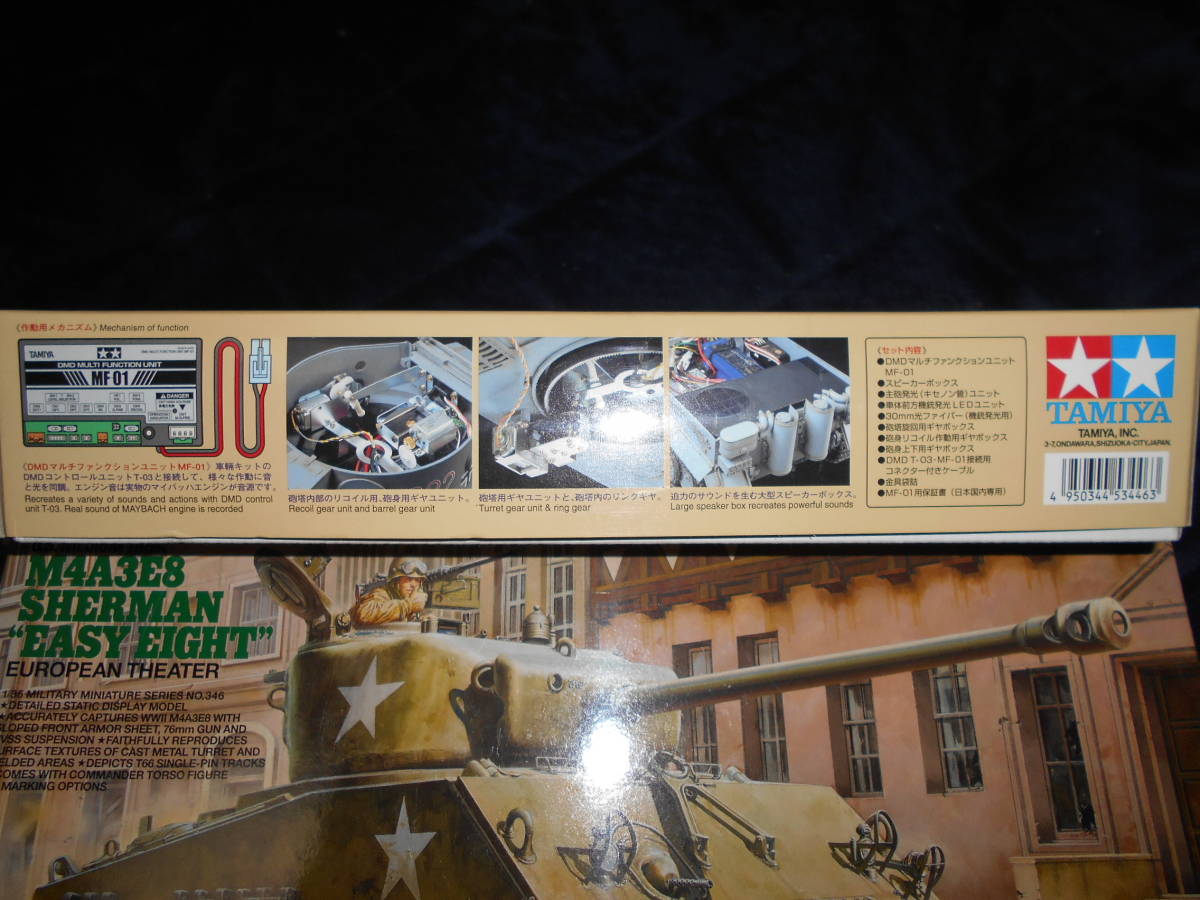 《作動用メカニズム》Mechanism of function
TAMIYA
DMD MULTI FUNCTION UNIT
MF 01
DANGER
《DMDマルチファンクションユニットMF-01》車輛キットの
DMDコントロールユニットT-03と接続して、様々な作動に音
と光を同調。エンジン音は実物のマイバッハエンジンが音源です。
Recreates a variety of sounds and actions with DMD control
unit T-03. Real sound of MAYBACH engine is recorded
砲塔内部のリコイル用、砲身用ギヤユニット。
Recoil gear unit and barrel gear unit
砲塔用ギヤユニットと、砲塔内のリンクギヤ。
Turret gear unit & ring gear
迫力のサウンドを生む大型スピーカーボックス。
Large speaker box recreates powerful sounds
《セット内容》
●DMDマルチファンクションユニット
MF-01
●スピーカーボックス
●主砲発光(キセノン管)ユニット
●車体前方機銃発光LEDユニット
●30mm光ファイバー(機銃発光用)
●砲塔旋回用ギヤボックス
●砲身リコイル作動用ギヤボックス
●砲身上下用ギヤボックス
●DMD T-03-MF-01接続用
コネクター付きケーブル
●金具袋詰
●MF-01用保証書(日本国内専用)
TAMIYA
TAMIYA, INC.
3-7, ONDAWARA, SHIZUOKA-CITY, JAPAN.
4 950344 534463
M4A3E8
SHERMAN
"EASY EIGHT"
EUROPEAN THEATER
1/35 MILITARY MINIATURE SERIES NO.346
★DETAILED STATIC DISPLAY MODEL
★ACCURATELY CAPTURES WWII M4A3E8 WITH
SLOPED FRONT ARMOR SHEET, 76mm GUN AND
HVSS SUSPENSION ★FAITHFULLY REPRODUCES
SURFACE TEXTURES OF CAST METAL TURRET AND
WELDED AREAS ★DEPICTS T66 SINGLE-PIN TRACKS
COMES WITH COMMANDER TORSO FIGURE
MARKING OPTIONS